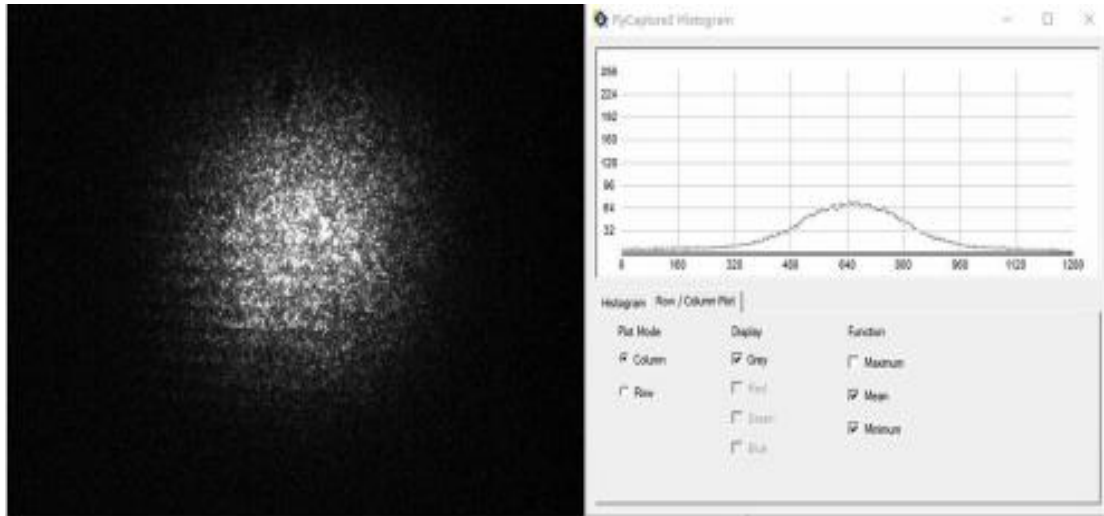 FlyCapture2 Histogram
256
224
192
160
128
96
64
32
0 160 320 480 640 800 960 1120 1280
Histogram Row / Column Plot
Plot Mode Display Function
Column Grey Maximum
Row Red Mean
Green Minimum
Blue